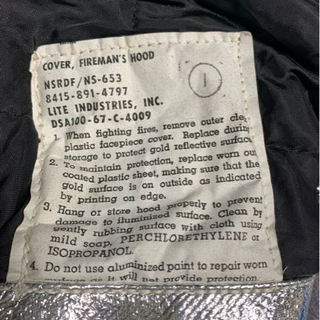 COVER, FIREMAN'S HOOD
NSRDF/NS-653
8415-891-4797
LITE INDUSTRIES, INC.
DSA100-67-C-4009
1
1. When fighting fires, remove outer
plastic facepiece cover. Replace during
storage to protect gold reflective
2. To maintain protection, replace worn
coated plastic sheet, making sure that
gold surface is on outside as indicated
by printing on edge.
3. Hang or store hood properly to prevent
damage to iluminized surface. Clean by
gently rubbing surface with cloth using
mild soap, PERCHLORETHYLENE or
ISOPROPANOL.
4. Do not use aluminized paint to repair worn
surface as it will not provide